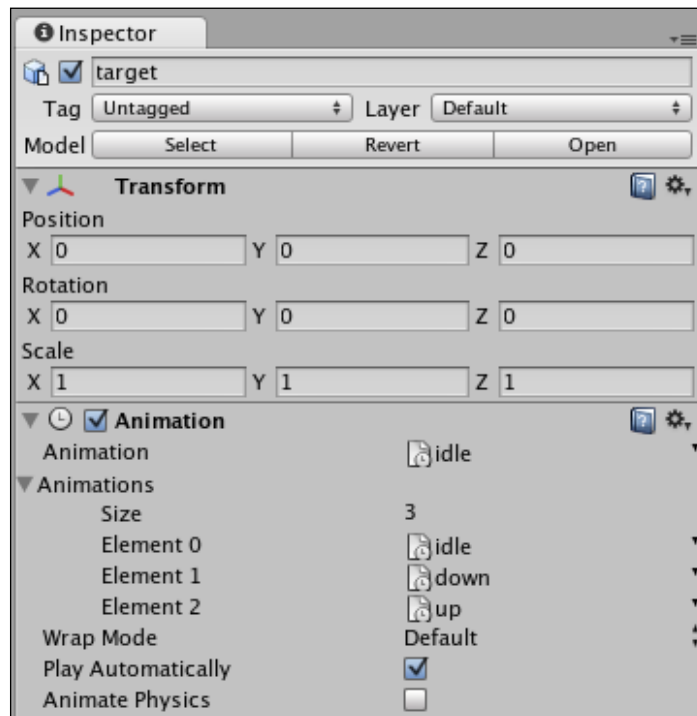 Inspector
target
Tag Untagged Layer Default
Model Select Revert Open
Transform
Position
X 0 Y 0 Z 0
Rotation
X 0 Y 0 Z 0
Scale
X 1 Y 1 Z 1
Animation
Animation idle
Animations
Size 3
Element 0 idle
Element 1 down
Element 2 up
Wrap Mode Default
Play Automatically
Animate Physics